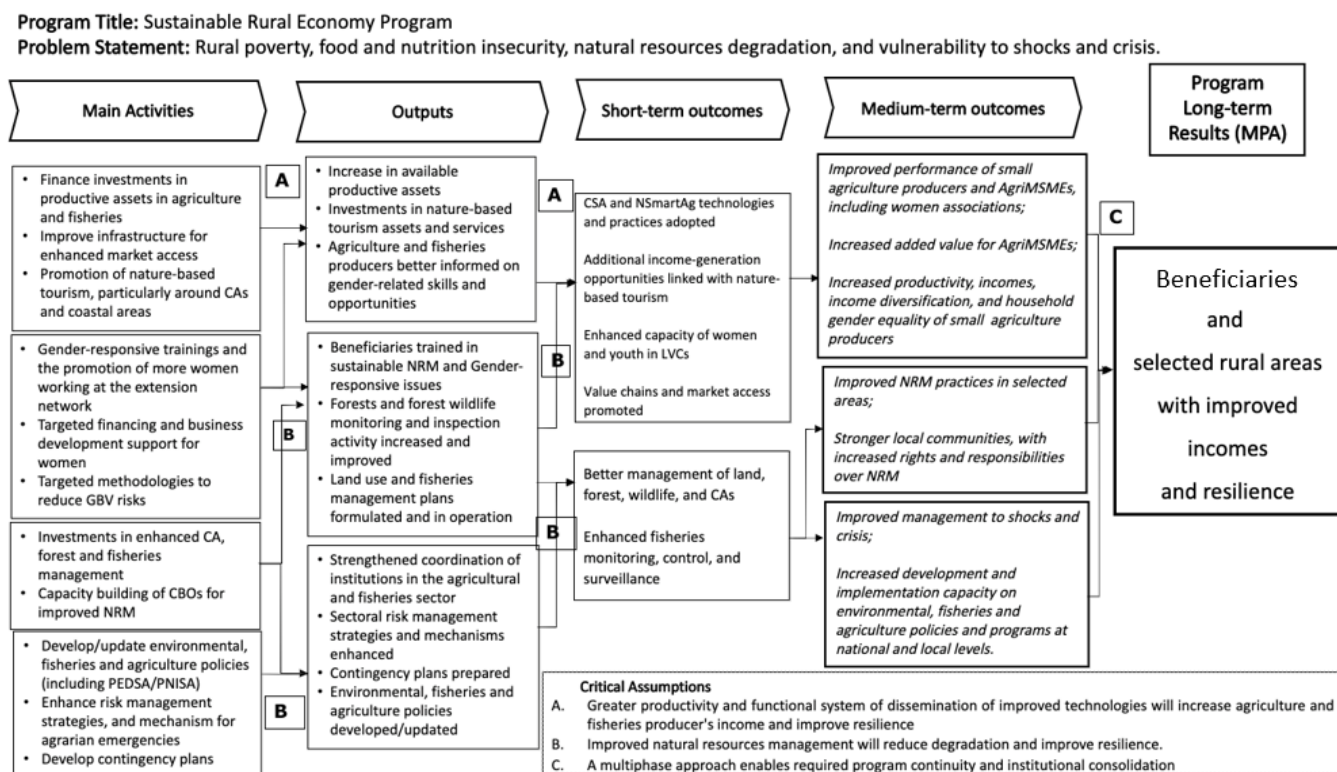 Program Title: Sustainable Rural Economy Program
Problem Statement: Rural poverty, food and nutrition insecurity, natural resources degradation, and vulnerability to shocks and crisis.
Main Activities
Outputs
Short-term outcomes
Medium-term outcomes
Program
Long-term
Results (MPA)
• Finance investments in
productive assets in agriculture
and fisheries
• Improve infrastructure for
enhanced market access
• Promotion of nature-based
tourism, particularly around CAs
and coastal areas
• Gender-responsive trainings and
the promotion of more women
working at the extension
network
• Targeted financing and business
development support for
women
• Targeted methodologies to
reduce GBV risks
• Investments in enhanced CA,
forest and fisheries
management
• Capacity building of CBOs for
improved NRM
• Develop/update environmental,
fisheries and agriculture policies
(including PEDSA/PNISA)
• Enhance risk management
strategies, and mechanism for
agrarian emergencies
• Develop contingency plans
A
B
B
• Increase in available
productive assets
• Investments in nature-based
tourism assets and services
• Agriculture and fisheries
producers better informed on
gender-related skills and
opportunities
• Beneficiaries trained in
sustainable NRM and Gender-
responsive issues
• Forests and forest wildlife
monitoring and inspection
activity increased and
improved
• Land use and fisheries
management plans
formulated and in operation
• Strengthened coordination of
institutions in the agricultural
and fisheries sector
• Sectoral risk management
strategies and mechanisms
enhanced
• Contingency plans prepared
• Environmental, fisheries and
agriculture policies
developed/updated
A
B
B
CSA and NSmartAg technologies
and practices adopted
Additional income-generation
opportunities linked with nature-
based tourism
Enhanced capacity of women
and youth in LVCs
Value chains and market access
promoted
Better management of land,
forest, wildlife, and CAs
Enhanced fisheries
monitoring, control, and
surveillance
Improved performance of small
agriculture producers and AgriMSMEs,
including women associations;
Increased added value for AgriMSMEs;
Increased productivity, incomes,
income diversification, and household
gender equality of small agriculture
producers
Improved NRM practices in selected
areas;
Stronger local communities, with
increased rights and responsibilities
over NRM
Improved management to shocks and
crisis;
Increased development and
implementation capacity on
environmental, fisheries and
agriculture policies and programs at
national and local levels.
C
Beneficiaries
and
selected rural areas
with improved
incomes
and resilience
Critical Assumptions
A. Greater productivity and functional system of dissemination of improved technologies will increase agriculture and
fisheries producer's income and improve resilience
B. Improved natural resources management will reduce degradation and improve resilience.
C. A multiphase approach enables required program continuity and institutional consolidation